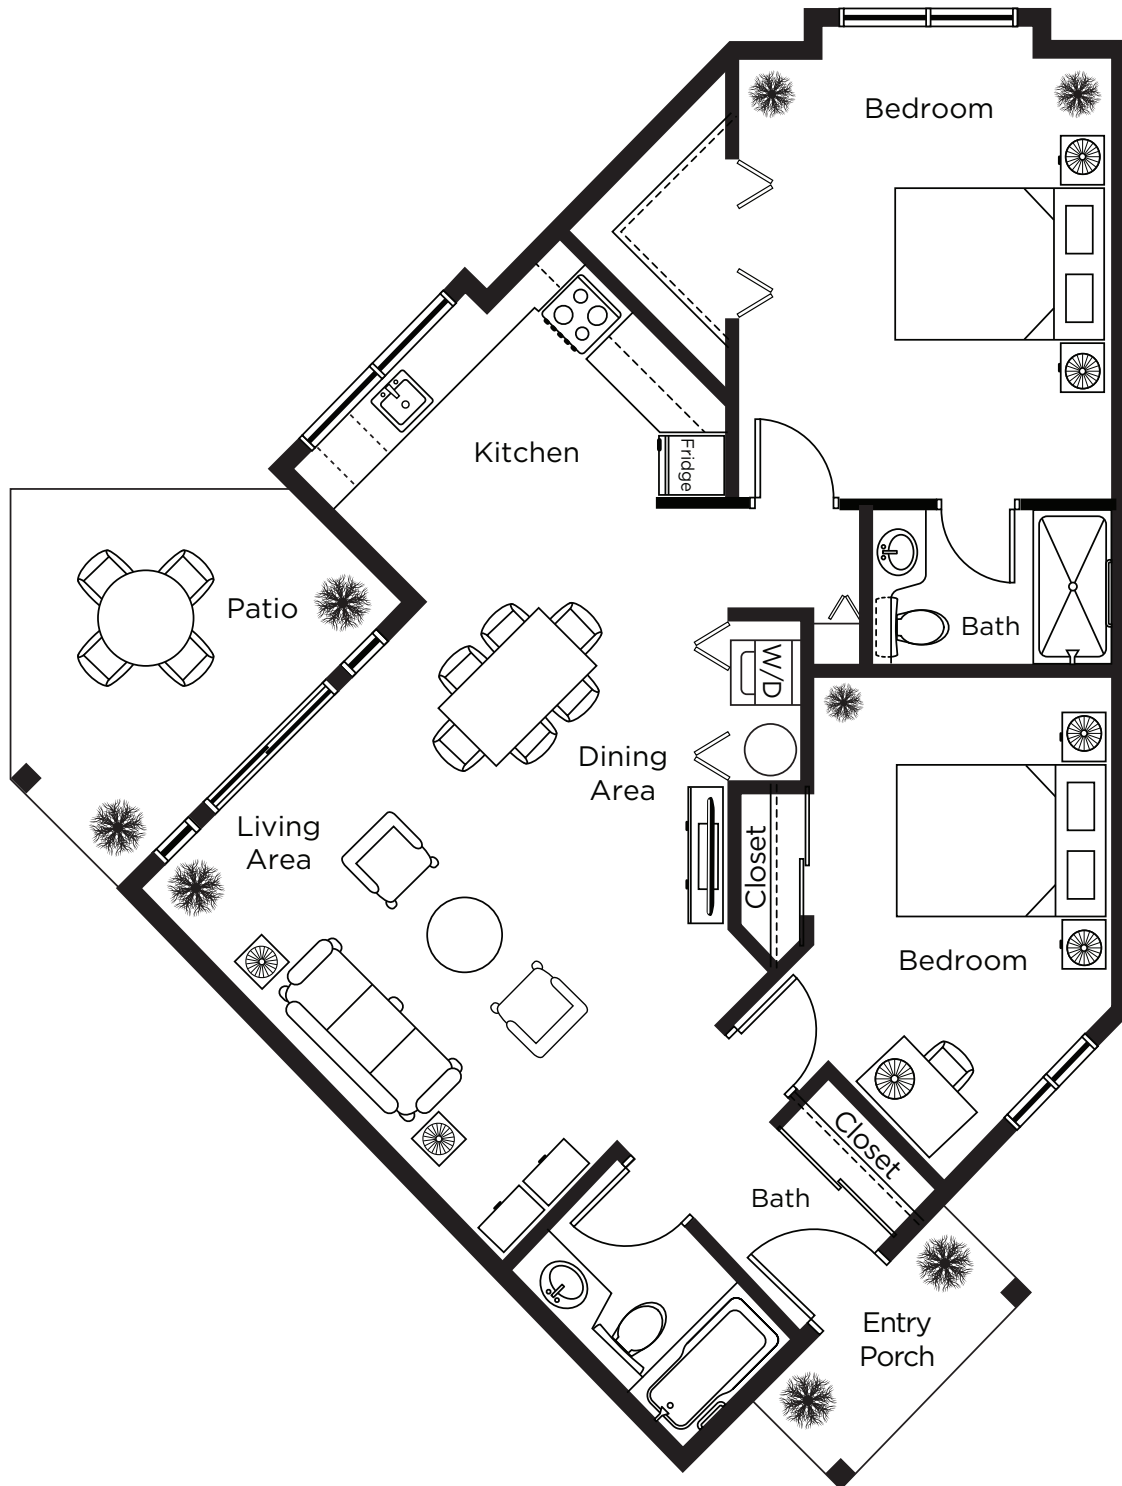 Bedroom
Kitchen
Fridge
Patio
Bath
W/D
Dining
Area
Living
Area
Closet
Bedroom
Closet
Bath
Entry
Porch